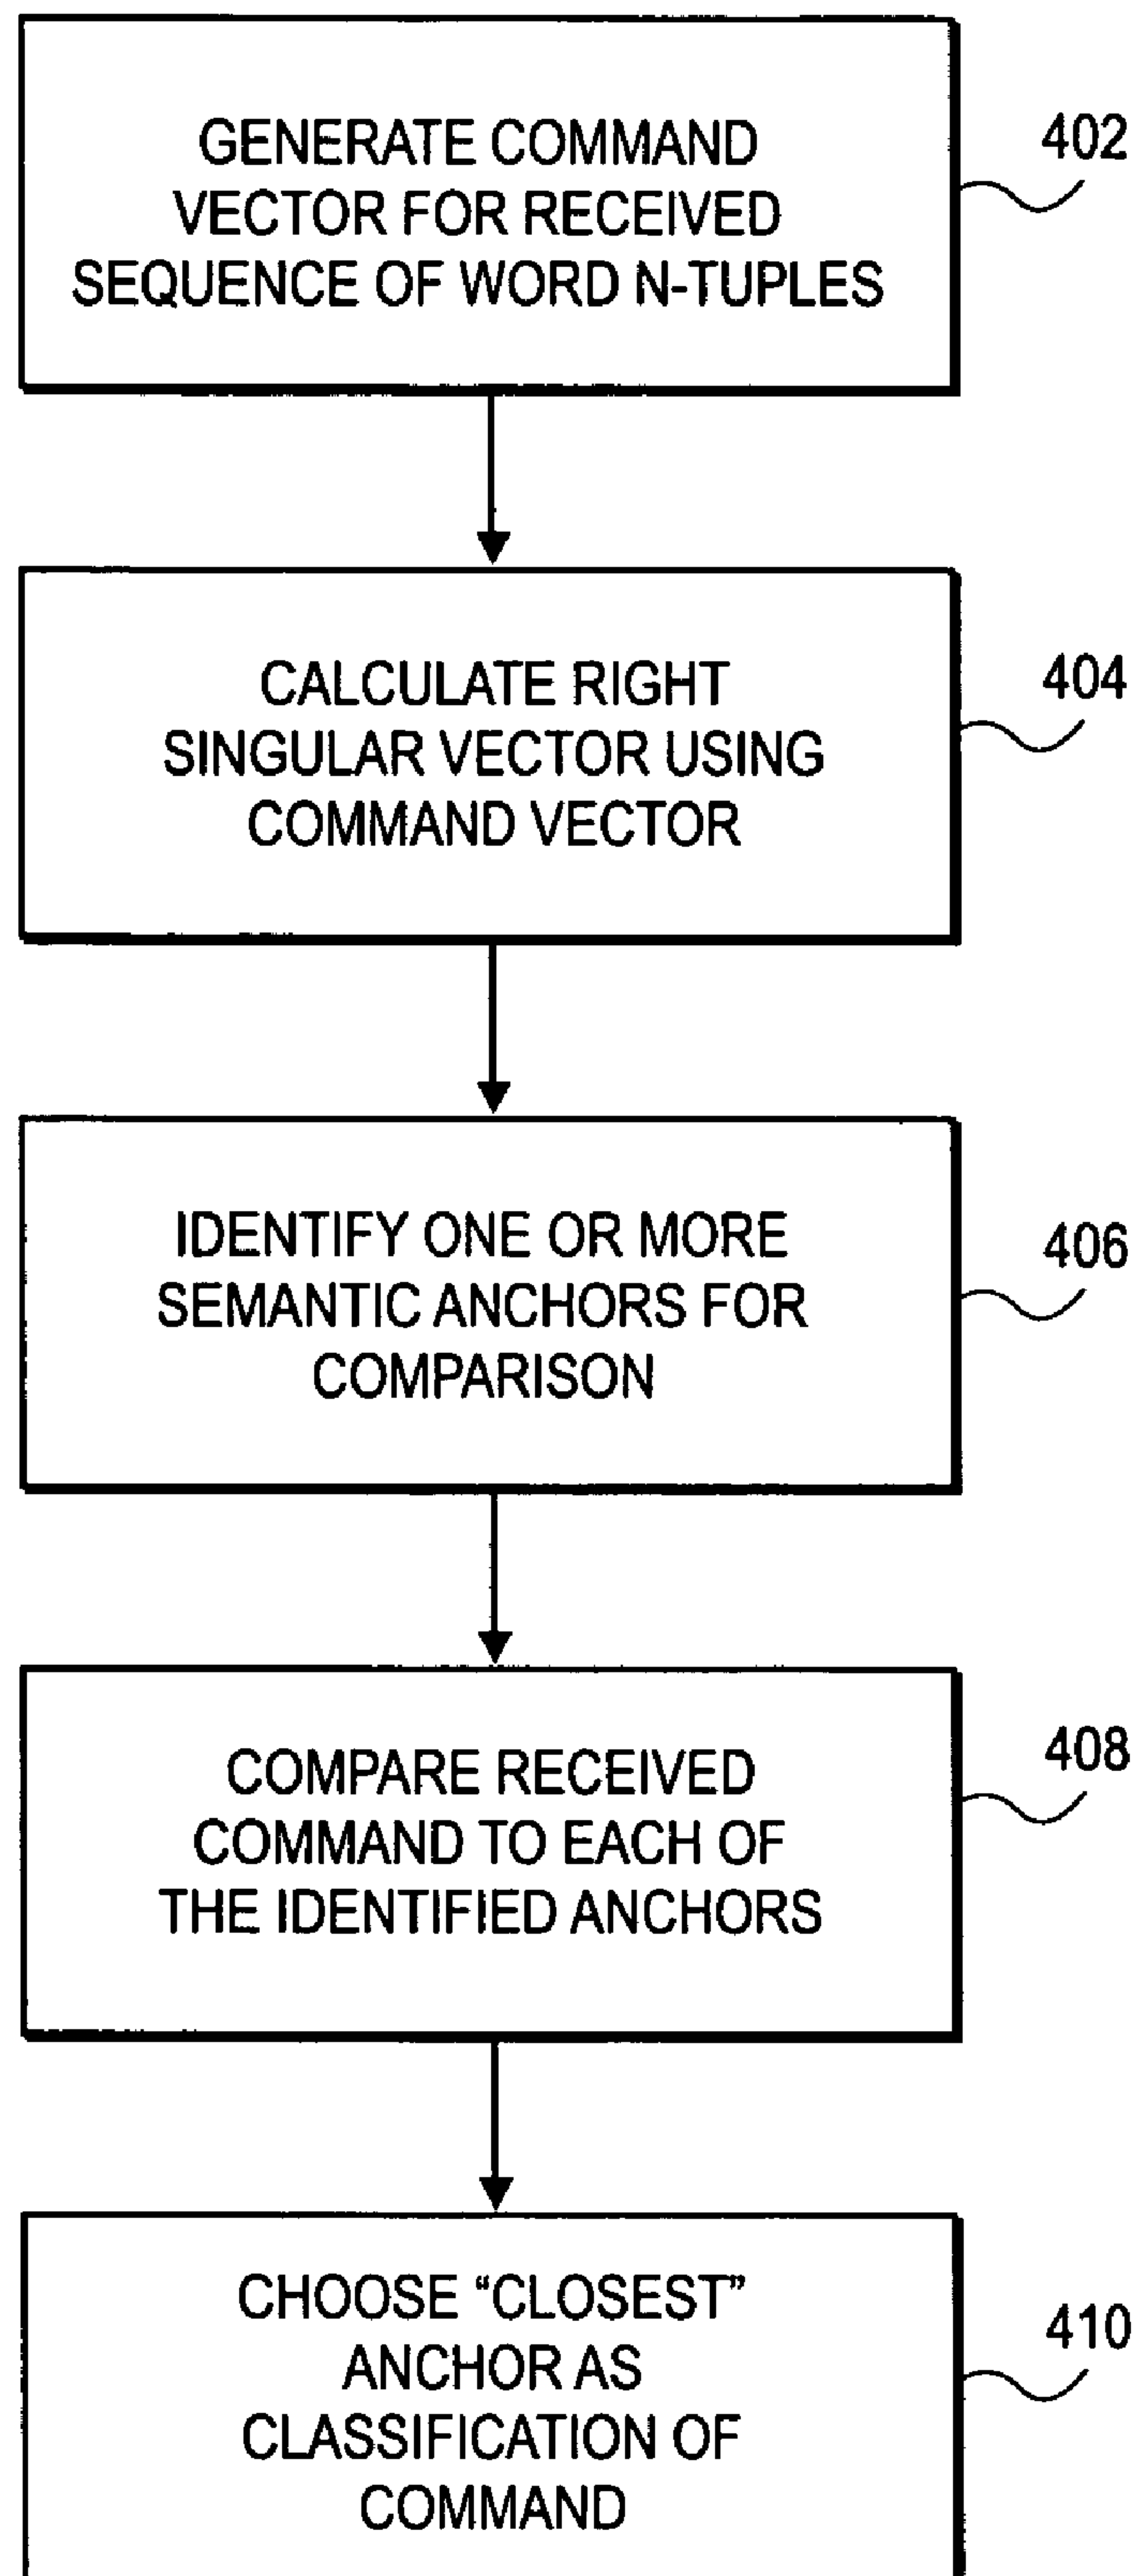 GENERATE COMMAND
VECTOR FOR RECEIVED
SEQUENCE OF WORD N-TUPLES
402
CALCULATE RIGHT
SINGULAR VECTOR USING
COMMAND VECTOR
404
IDENTIFY ONE OR MORE
SEMANTIC ANCHORS FOR
COMPARISON
406
COMPARE RECEIVED
COMMAND TO EACH OF
THE IDENTIFIED ANCHORS
408
CHOOSE “CLOSEST”
ANCHOR AS
CLASSIFICATION OF
COMMAND
410